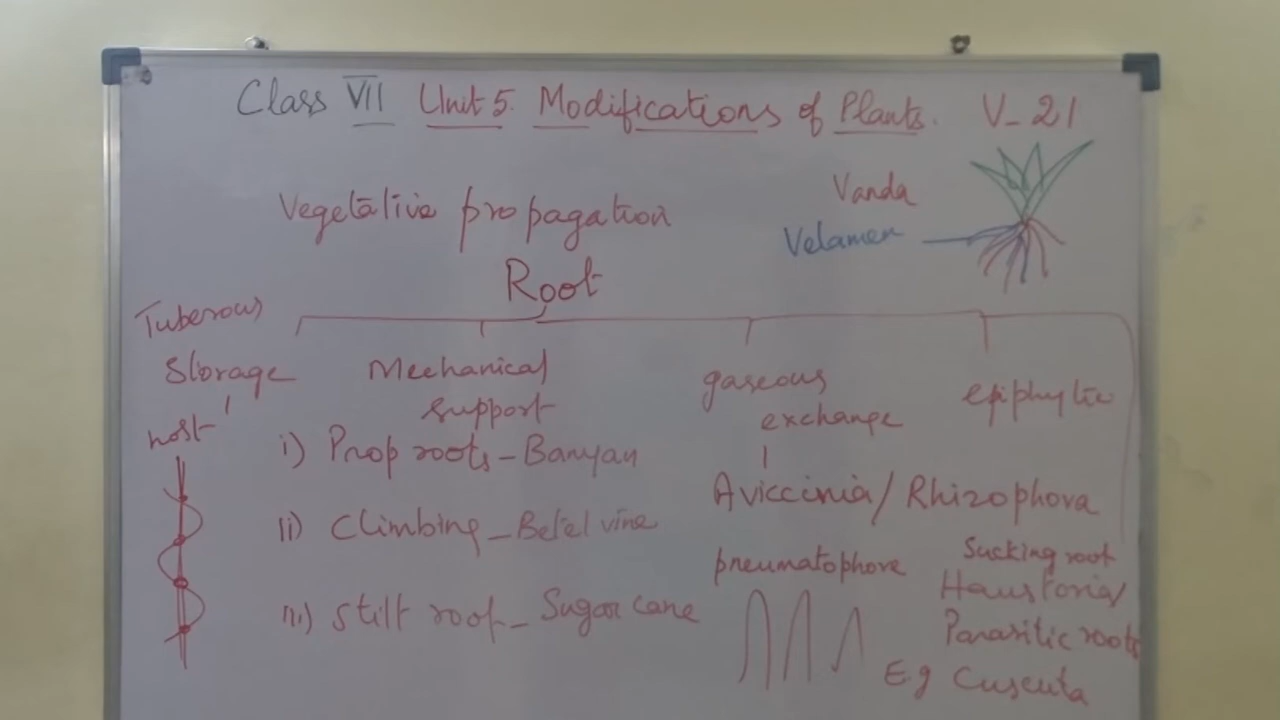 Class VII Unit 5. Modifications of Plants. V-21
Vegetative propagation
Vanda
Velamen
Root
Tuberous
Storage
Mechanical
support
gaseous
exchange
epiphytic
host
i) Prop roots - Banyan
ii) Climbing - Betel vine
iii) Stilt root - Sugar cane
Aviccinia/ Rhizophora
pneumatophore
Sucking root
Haustoria/
Parasitic roots
E.g Cuscuta